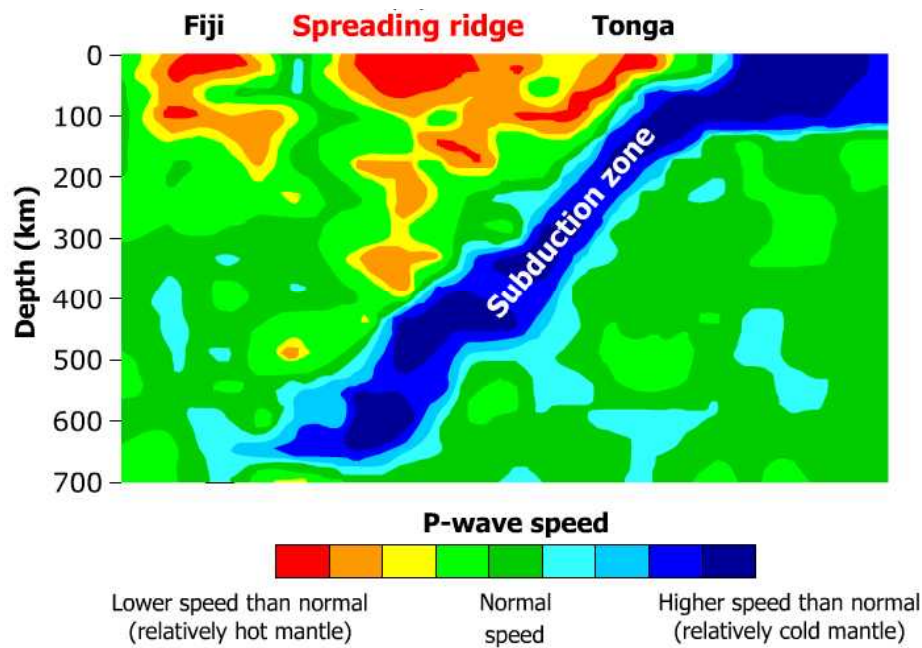 Fiji Spreading ridge Tonga
0
100
200
300
400
500
600
700
Depth (km)
Subduction zone
P-wave speed
Lower speed than normal
(relatively hot mantle)
Normal
speed
Higher speed than normal
(relatively cold mantle)